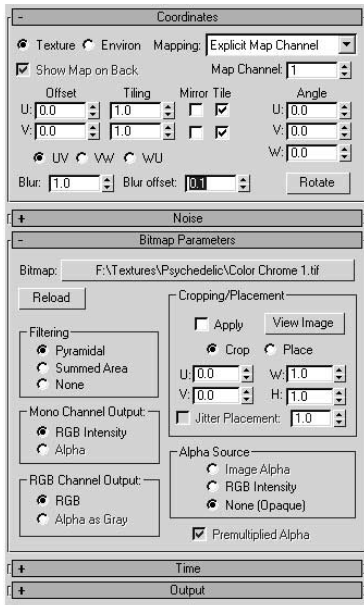 - Coordinates
Texture Environ Mapping: Explicit Map Channel
Show Map on Back Map Channel: 1
Offset Tiling Mirror Tile Angle
U: 0.0 1.0 U: 0.0
V: 0.0 1.0 V: 0.0
W: 0.0
UV VW WU
Blur: 1.0 Blur offset: 0.1 Rotate
+ Noise
- Bitmap Parameters
Bitmap: F:\Textures\Psychedelic\Color Chrome 1.tif
Reload
Cropping/Placement
Apply View Image
Crop Place
U: 0.0 W: 1.0
V: 0.0 H: 1.0
Jitter Placement: 1.0
Filtering
Pyramidal
Summed Area
None
Mono Channel Output:
RGB Intensity
Alpha
RGB Channel Output:
RGB
Alpha as Gray
Alpha Source
Image Alpha
RGB Intensity
None (Opaque)
Premultiplied Alpha
+ Time
+ Output